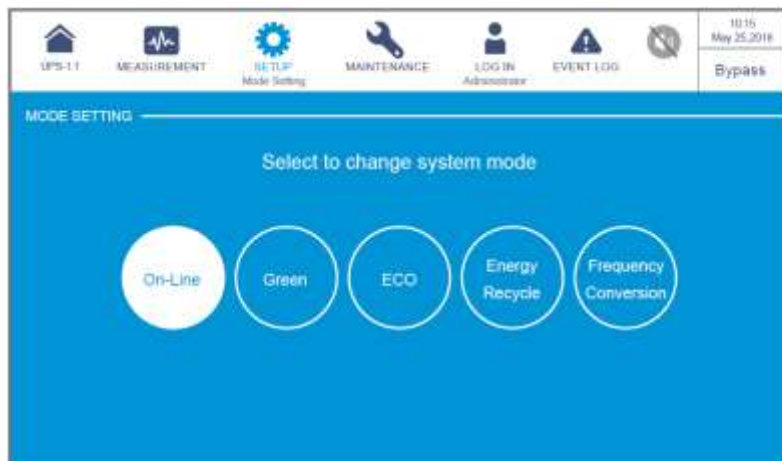 10:15
May 25,2018
UPS-1.1
MEASUREMENT
SETUP
MAINTENANCE
LOG IN
EVENT LOG
Mode Setting
Administrator
Bypass
MODE SETTING
Select to change system mode
On-Line
Green
ECO
Energy
Recycle
Frequency
Conversion